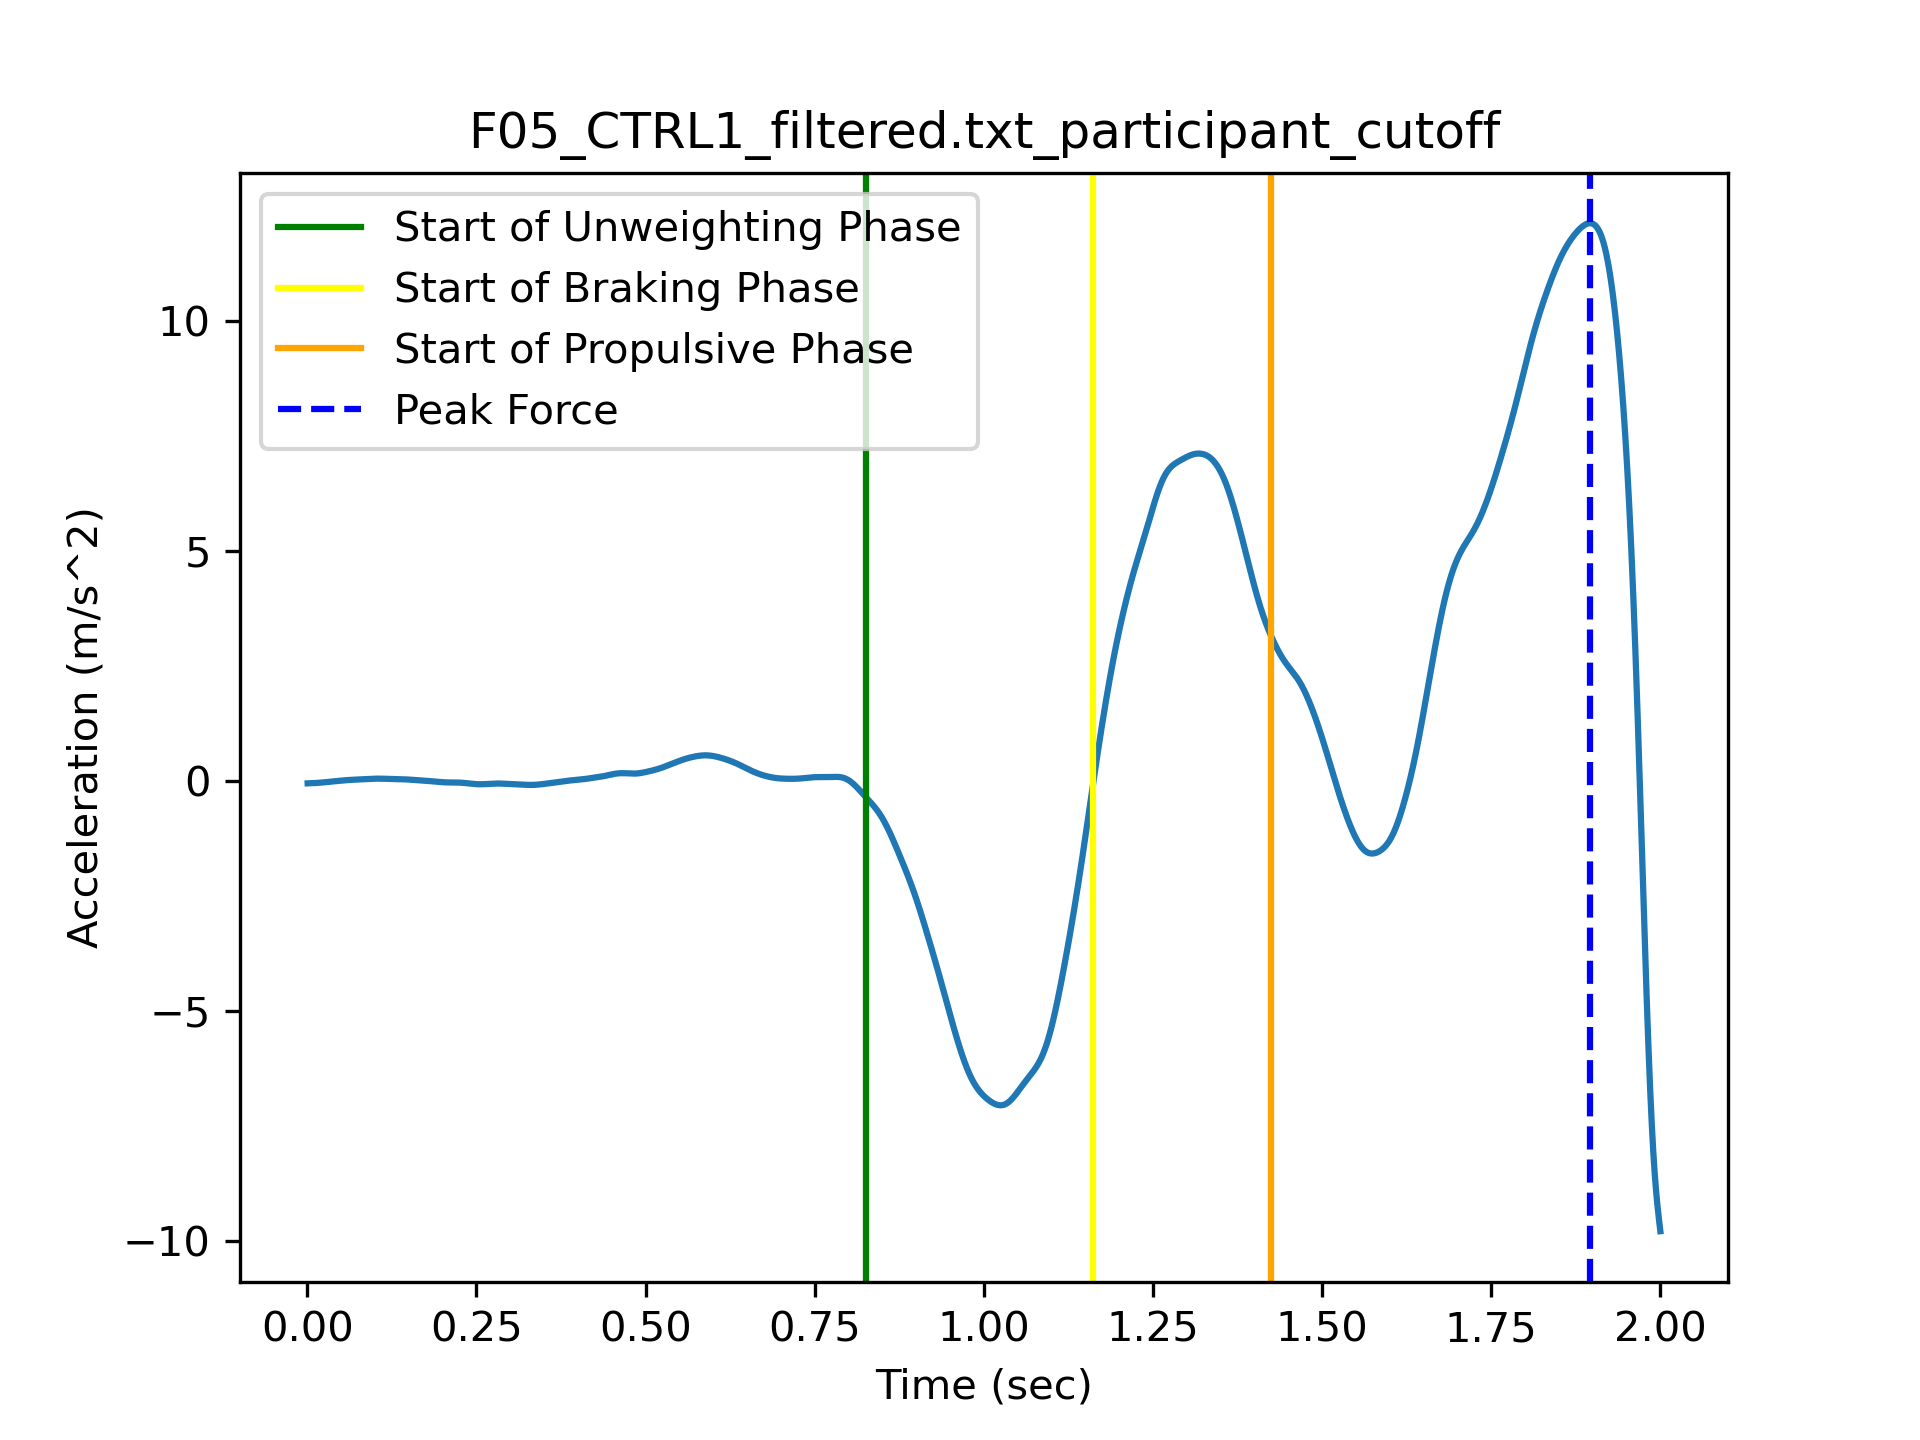 F05_CTRL1_filtered.txt_participant_cutoff
Start of Unweighting Phase
Start of Braking Phase
Start of Propulsive Phase
Peak Force
Acceleration (m/s^2)
10
5
0
−5
−10
0.00 0.25 0.50 0.75 1.00 1.25 1.50 1.75 2.00
Time (sec)